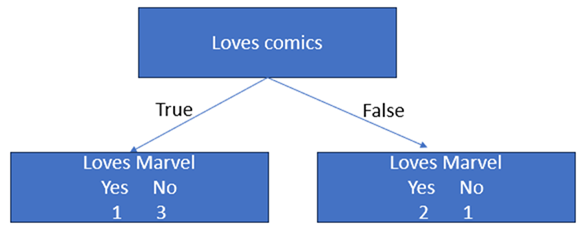 Loves comics
True
False
Loves Marvel
Yes No
1 3
Loves Marvel
Yes No
2 1